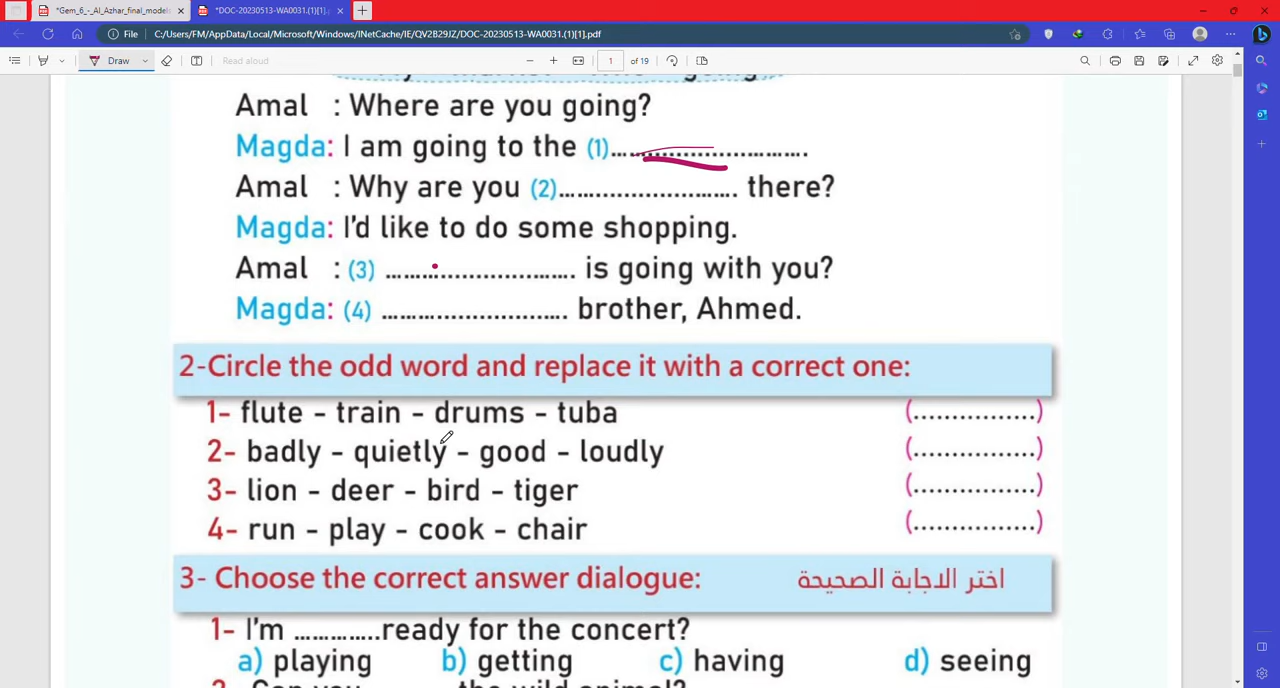 *Gem_6_-_Al_Azhar_final_model:
*DOC-20230513-WA0031.(1)[1].p
File C:/Users/FM/AppData/Local/Microsoft/Windows/INetCache/IE/QV2B29JZ/DOC-20230513-WA0031.(1)[1].pdf
Draw Read aloud 1 of 19
Amal : Where are you going?
Magda: I am going to the (1)..............................
Amal : Why are you (2)........................... there?
Magda: I'd like to do some shopping.
Amal : (3) ............................ is going with you?
Magda: (4) ............................ brother, Ahmed.
2-Circle the odd word and replace it with a correct one:
1- flute - train - drums - tuba (...............)
2- badly - quietly - good - loudly (...............)
3- lion - deer - bird - tiger (...............)
4- run - play - cook - chair (...............)
3- Choose the correct answer dialogue: اختر الاجابة الصحيحة
1- I'm ..............ready for the concert?
a) playing b) getting c) having d) seeing